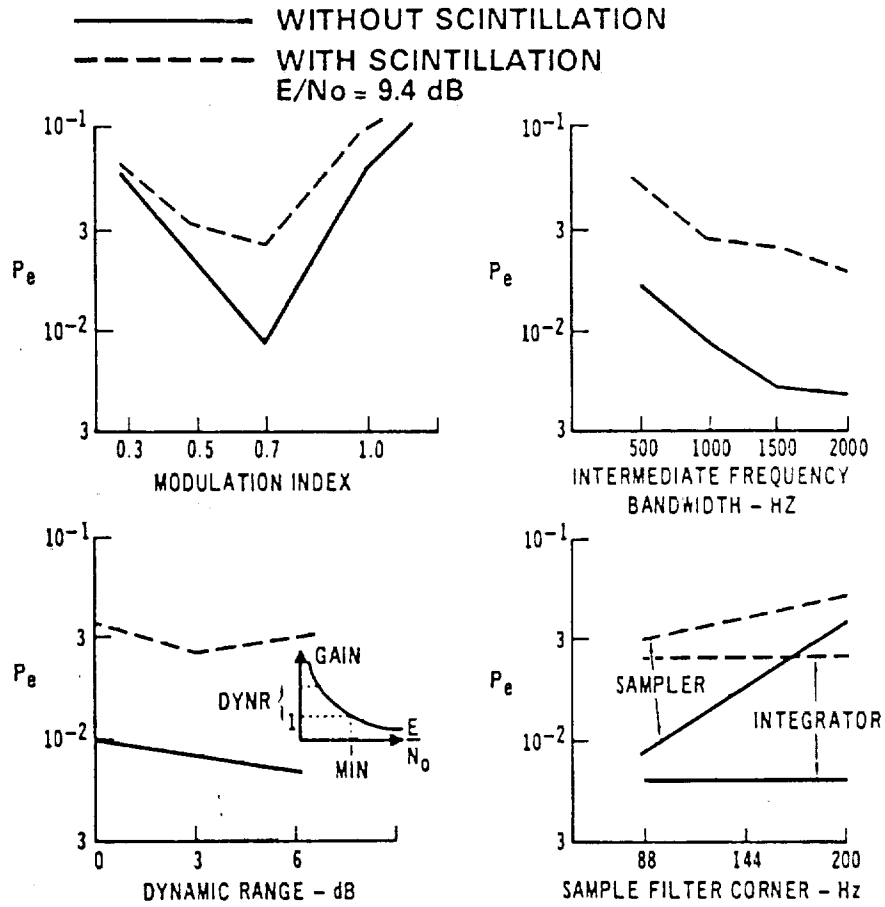 WITHOUT SCINTILLATION
WITH SCINTILLATION
E/No = 9.4 dB
10-1
3
Pe
10-2
3
0.3 0.5 0.7 1.0
MODULATION INDEX
10-1
3
Pe
10-2
3
500 1000 1500 2000
INTERMEDIATE FREQUENCY
BANDWIDTH - HZ
10-1
3
Pe
10-2
3
GAIN
DYNR
1
E
No
MIN
0 3 6
DYNAMIC RANGE - dB
10-1
3
Pe
SAMPLER
INTEGRATOR
10-2
3
88 144 200
SAMPLE FILTER CORNER - Hz